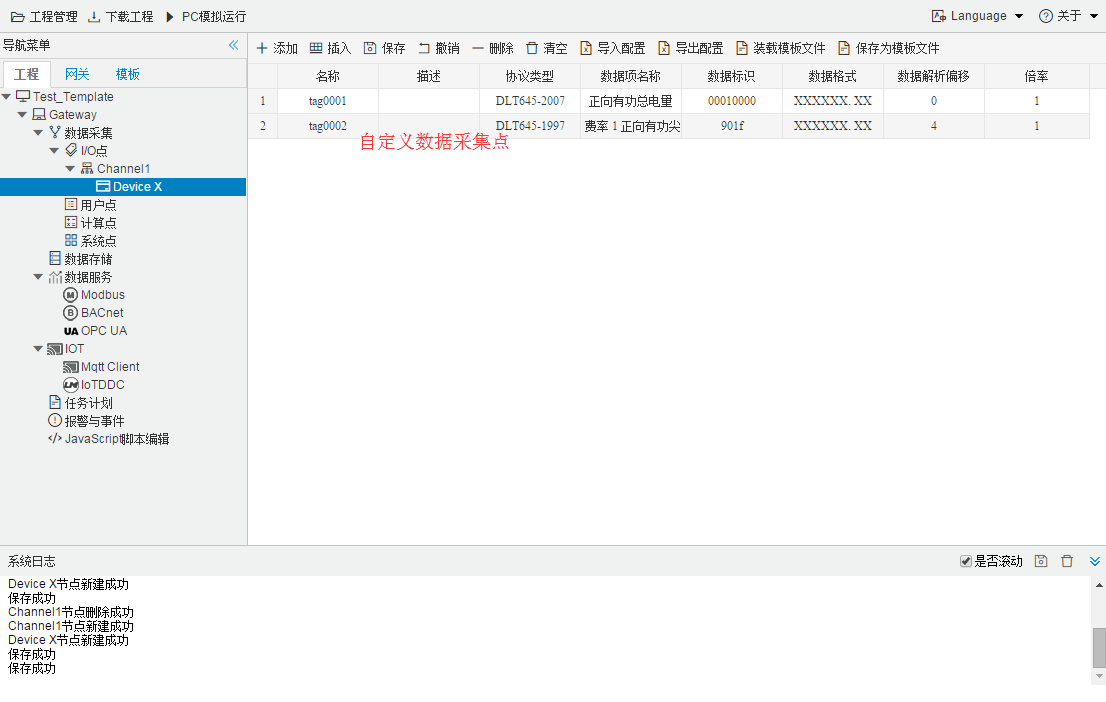 工程管理 下载工程 PC模拟运行 Language 关于
导航菜单
工程 网关 模板
Test_Template
Gateway
数据采集
I/O点
Channel1
Device X
用户点
计算点
系统点
数据存储
数据服务
Modbus
BACnet
OPC UA
IOT
Mqtt Client
IoTDDC
任务计划
报警与事件
JavaScript脚本编辑
添加 插入 保存 撤销 删除 清空 导入配置 导出配置 装载模板文件 保存为模板文件
名称 描述 协议类型 数据项名称 数据标识 数据格式 数据解析偏移 倍率
1 tag0001 DLT645-2007 正向有功总电量 00010000 XXXXXX.XX 0 1
2 tag0002 DLT645-1997 费率 1 正向有功尖 901f XXXXXX.XX 4 1
自定义数据采集点
系统日志 是否滚动
Device X节点新建成功
保存成功
Channel1节点删除成功
Channel1节点新建成功
Device X节点新建成功
保存成功
保存成功